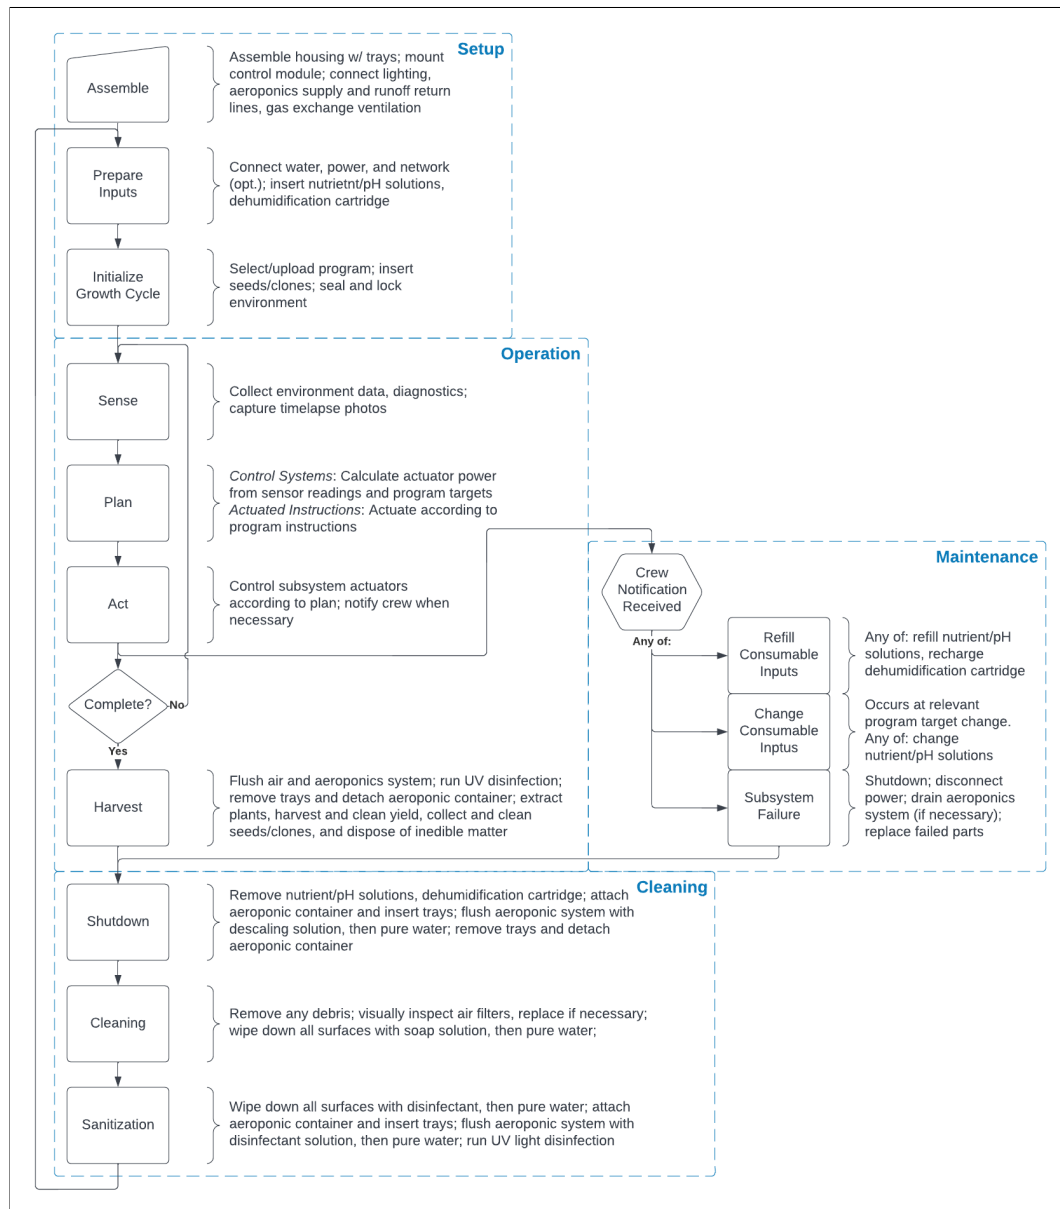 Setup
Assemble
Assemble housing w/ trays; mount
control module; connect lighting,
aeroponics supply and runoff return
lines, gas exchange ventilation
Prepare
Inputs
Connect water, power, and network
(opt.); insert nutrietnt/pH solutions,
dehumidification cartridge
Initialize
Growth Cycle
Select/upload program; insert
seeds/clones; seal and lock
environment
Operation
Sense
Collect environment data, diagnostics;
capture timelapse photos
Plan
Control Systems: Calculate actuator power
from sensor readings and program targets
Actuated Instructions: Actuate according to
program instructions
Act
Control subsystem actuators
according to plan; notify crew when
necessary
Complete?
No
Yes
Harvest
Flush air and aeroponics system; run UV disinfection;
remove trays and detach aeroponic container; extract
plants, harvest and clean yield, collect and clean
seeds/clones, and dispose of inedible matter
Maintenance
Crew
Notification
Received
Any of:
Refill
Consumable
Inputs
Any of: refill nutrient/pH
solutions, recharge
dehumidification cartridge
Change
Consumable
Inptus
Occurs at relevant
program target change.
Any of: change
nutrient/pH solutions
Subsystem
Failure
Shutdown; disconnect
power; drain aeroponics
system (if necessary);
replace failed parts
Cleaning
Shutdown
Remove nutrient/pH solutions, dehumidification cartridge; attach
aeroponic container and insert trays; flush aeroponic system with
descaling solution, then pure water; remove trays and detach
aeroponic container
Cleaning
Remove any debris; visually inspect air filters, replace if necessary;
wipe down all surfaces with soap solution, then pure water;
Sanitization
Wipe down all surfaces with disinfectant, then pure water; attach
aeroponic container and insert trays; flush aeroponic system with
disinfectant solution, then pure water; run UV light disinfection